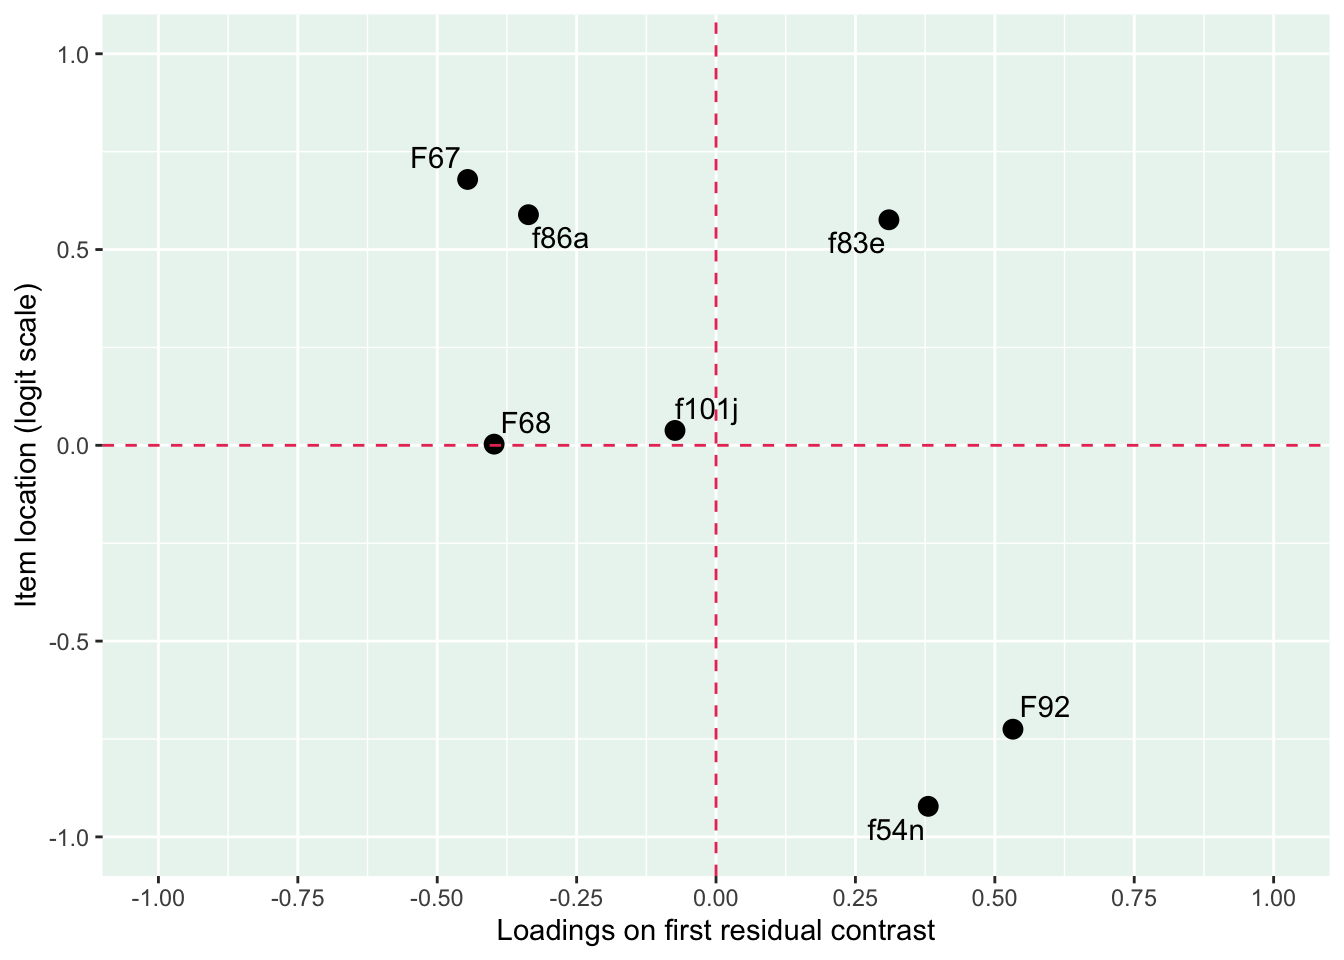 1.0
F67
f86a
f83e
0.5
f101j
F68
0.0
-0.5
F92
f54n
-1.0
-1.00 -0.75 -0.50 -0.25 0.00 0.25 0.50 0.75 1.00
Loadings on first residual contrast
Item location (logit scale)